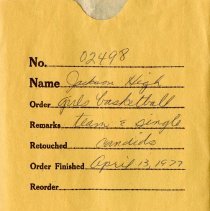 No. 02498
Name Jackson High
Order girls basketball
Remarks team & single
Retouched candids
Order Finished April 13, 1977
Reorder